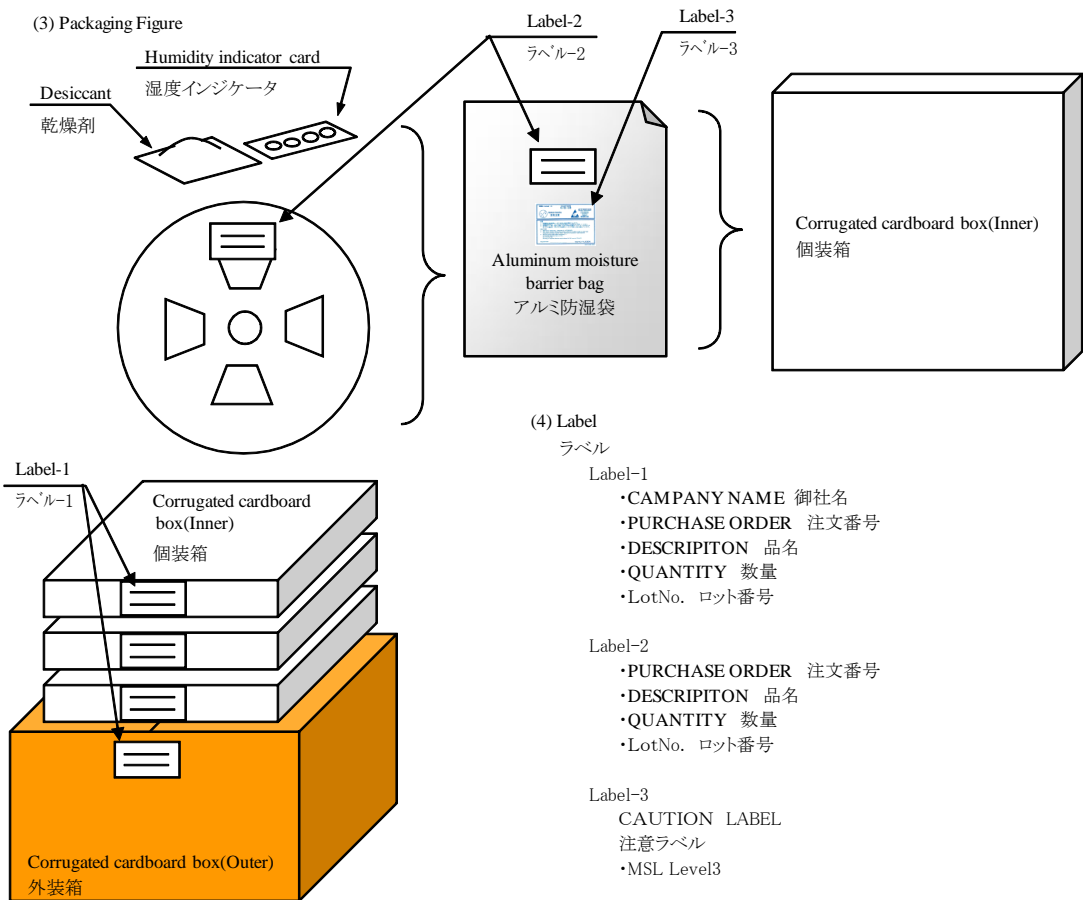 (3) Packaging Figure
Label-2
ラベル-2
Label-3
ラベル-3
Humidity indicator card
湿度インジケータ
Desiccant
乾燥剤
Aluminum moisture
barrier bag
アルミ防湿袋
Corrugated cardboard box(Inner)
個装箱
Label-1
ラベル-1
Corrugated cardboard
box(Inner)
個装箱
Corrugated cardboard box(Outer)
外装箱
(4) Label
ラベル
Label-1
・CAMPANY NAME 御社名
・PURCHASE ORDER 注文番号
・DESCRIPITON 品名
・QUANTITY 数量
・LotNo. ロット番号
Label-2
・PURCHASE ORDER 注文番号
・DESCRIPITON 品名
・QUANTITY 数量
・LotNo. ロット番号
Label-3
CAUTION LABEL
注意ラベル
・MSL Level3